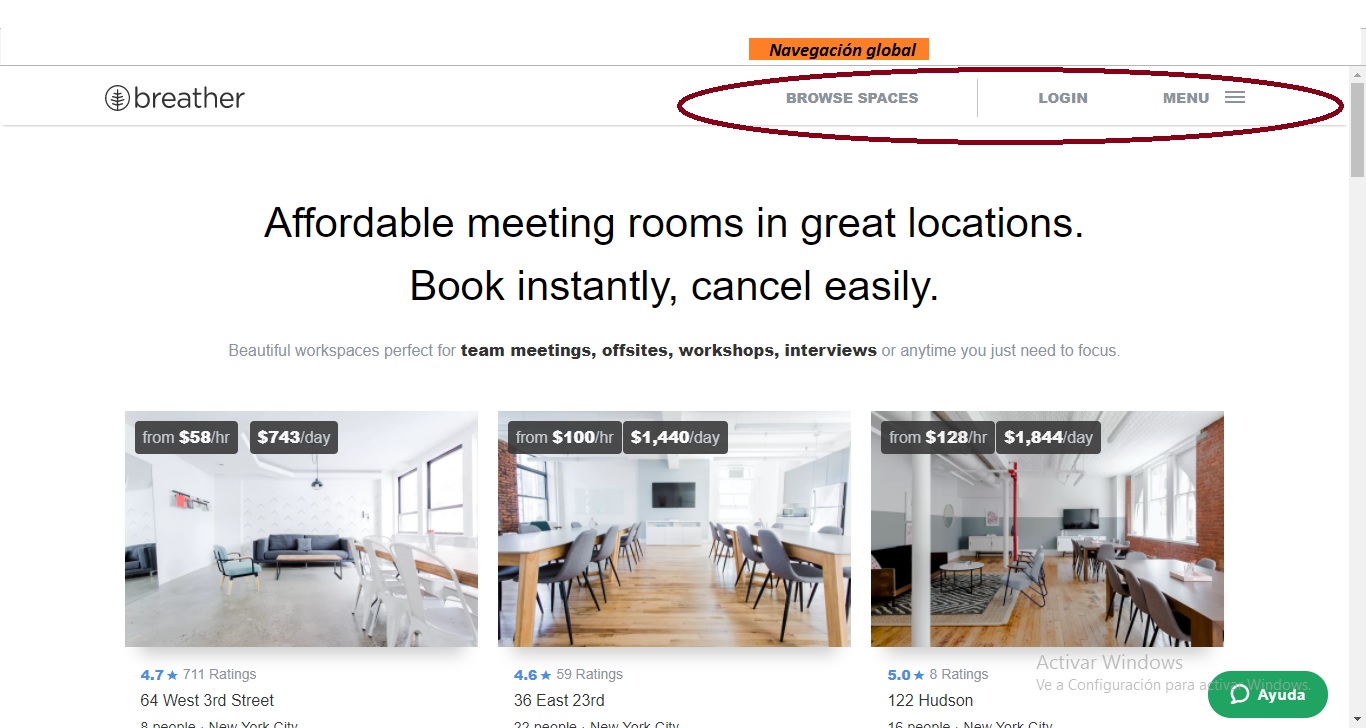 Navegación global
breather
BROWSE SPACES
LOGIN
MENU
Affordable meeting rooms in great locations.
Book instantly, cancel easily.
Beautiful workspaces perfect for team meetings, offsites, workshops, interviews or anytime you just need to focus.
from $58/hr $743/day
from $100/hr $1,440/day
from $128/hr $1,844/day
4.7 ★ 711 Ratings
64 West 3rd Street
8 people · New York City
4.6 ★ 59 Ratings
36 East 23rd
22 people · New York City
5.0 ★ 8 Ratings
122 Hudson
16 people · New York City
Activar Windows
Ve a Configuración para activar Windows.
Ayuda